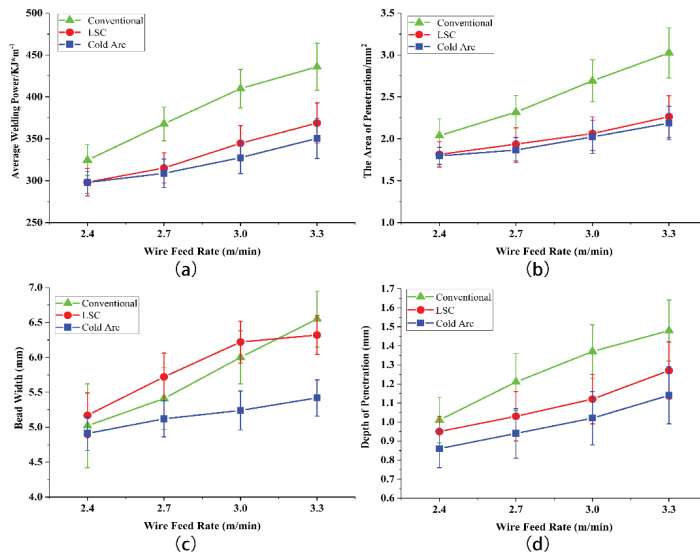 450
400
350
300
250
Average Welding Power/KJ*m⁻¹
Conventional
LSC
Cold Arc
2.4 2.7 3.0 3.3
Wire Feed Rate (m/min)
(a)
3.5
3.0
2.5
2.0
1.5
1.0
The Area of Penetration/mm²
Conventional
LSC
Cold Arc
2.4 2.7 3.0 3.3
Wire Feed Rate (m/min)
(b)
7.0
6.5
6.0
5.5
5.0
4.5
4.0
Bead Width (mm)
Conventional
LSC
Cold Arc
2.4 2.7 3.0 3.3
Wire Feed Rate (m/min)
(c)
1.7
1.6
1.5
1.4
1.3
1.2
1.1
1.0
0.9
0.8
0.7
0.6
Depth of Penetration (mm)
Conventional
LSC
Cold Arc
2.4 2.7 3.0 3.3
Wire Feed Rate (m/min)
(d)